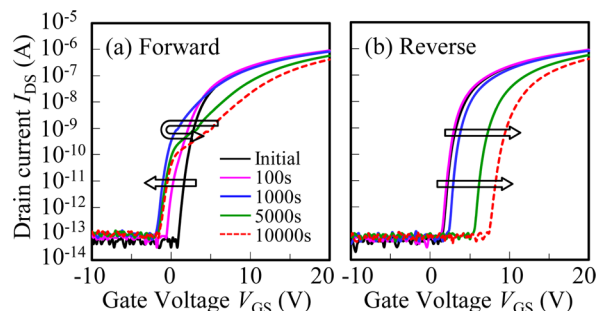 (a) Forward
(b) Reverse
Drain current I_DS (A)
10^-5
10^-6
10^-7
10^-8
10^-9
10^-10
10^-11
10^-12
10^-13
10^-14
Initial
100s
1000s
5000s
10000s
-10 0 10 20
-10 0 10 20
Gate Voltage V_GS (V)
Gate Voltage V_GS (V)